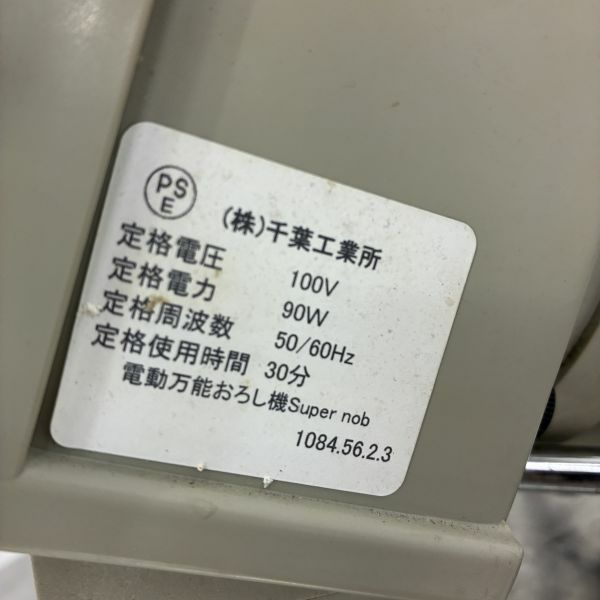 PS
E
(株)千葉工業所
定格電圧 100V
定格電力 90W
定格周波数 50/60Hz
定格使用時間 30分
電動万能おろし機Super nob
1084.56.2.3